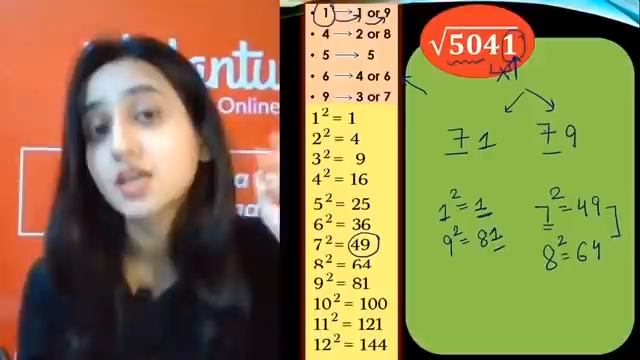 • 1 → 1 or 9
• 4 → 2 or 8
• 5 → 5
• 6 → 4 or 6
• 9 → 3 or 7
1² = 1
2² = 4
3² = 9
4² = 16
5² = 25
6² = 36
7² = 49
8² = 64
9² = 81
10² = 100
11² = 121
12² = 144
√5041
71 79
1² = 1
9² = 81
7² = 49
8² = 64
Online